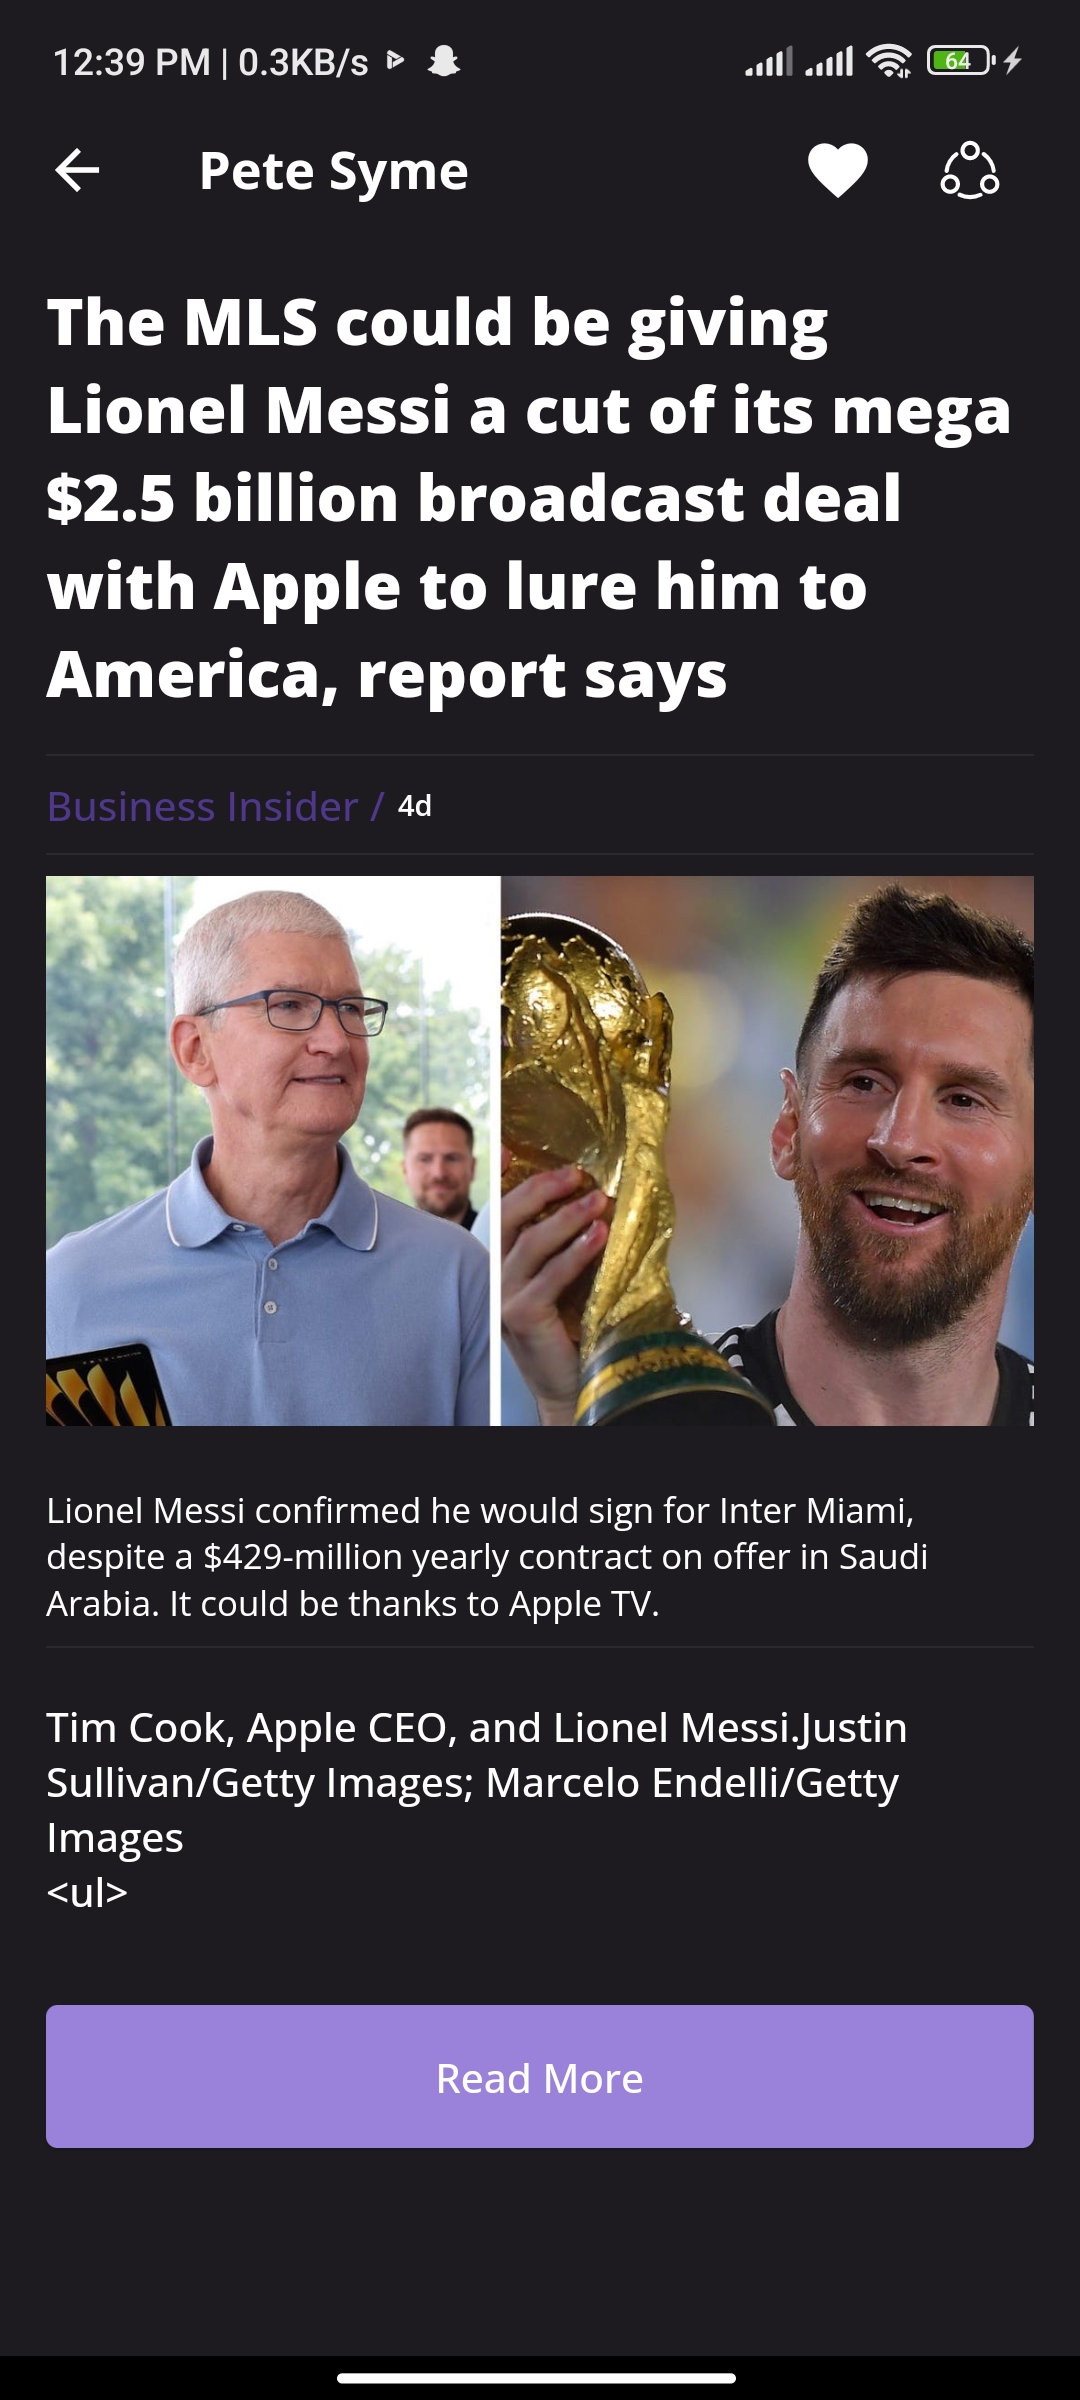 12:39 PM | 0.3KB/s
64
Pete Syme
The MLS could be giving
Lionel Messi a cut of its mega
$2.5 billion broadcast deal
with Apple to lure him to
America, report says
Business Insider / 4d
Lionel Messi confirmed he would sign for Inter Miami,
despite a $429-million yearly contract on offer in Saudi
Arabia. It could be thanks to Apple TV.
Tim Cook, Apple CEO, and Lionel Messi.Justin
Sullivan/Getty Images; Marcelo Endelli/Getty
Images
<ul>
Read More